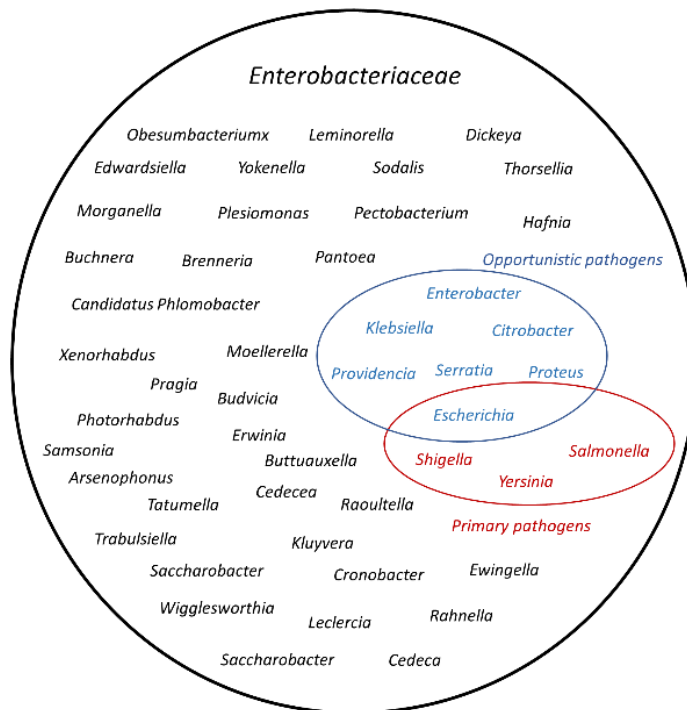 Enterobacteriaceae
Obesumbacteriumx Leminorella Dickeya
Edwardsiella Yokenella Sodalis Thorsellia
Morganella Plesiomonas Pectobacterium Hafnia
Buchnera Brenneria Pantoea Opportunistic pathogens
Candidatus Phlomobacter Enterobacter
Klebsiella Citrobacter
Xenorhabdus Moellerella
Providencia Serratia Proteus
Pragia Budvicia
Photorhabdus Escherichia
Samsonia Erwinia Shigella Salmonella
Arsenophonus Buttuauxella Yersinia
Tatumella Cedecea Raoultella
Primary pathogens
Trabulsiella Kluyvera
Saccharobacter Cronobacter Ewingella
Wigglesworthia Leclercia Rahnella
Saccharobacter Cedeca